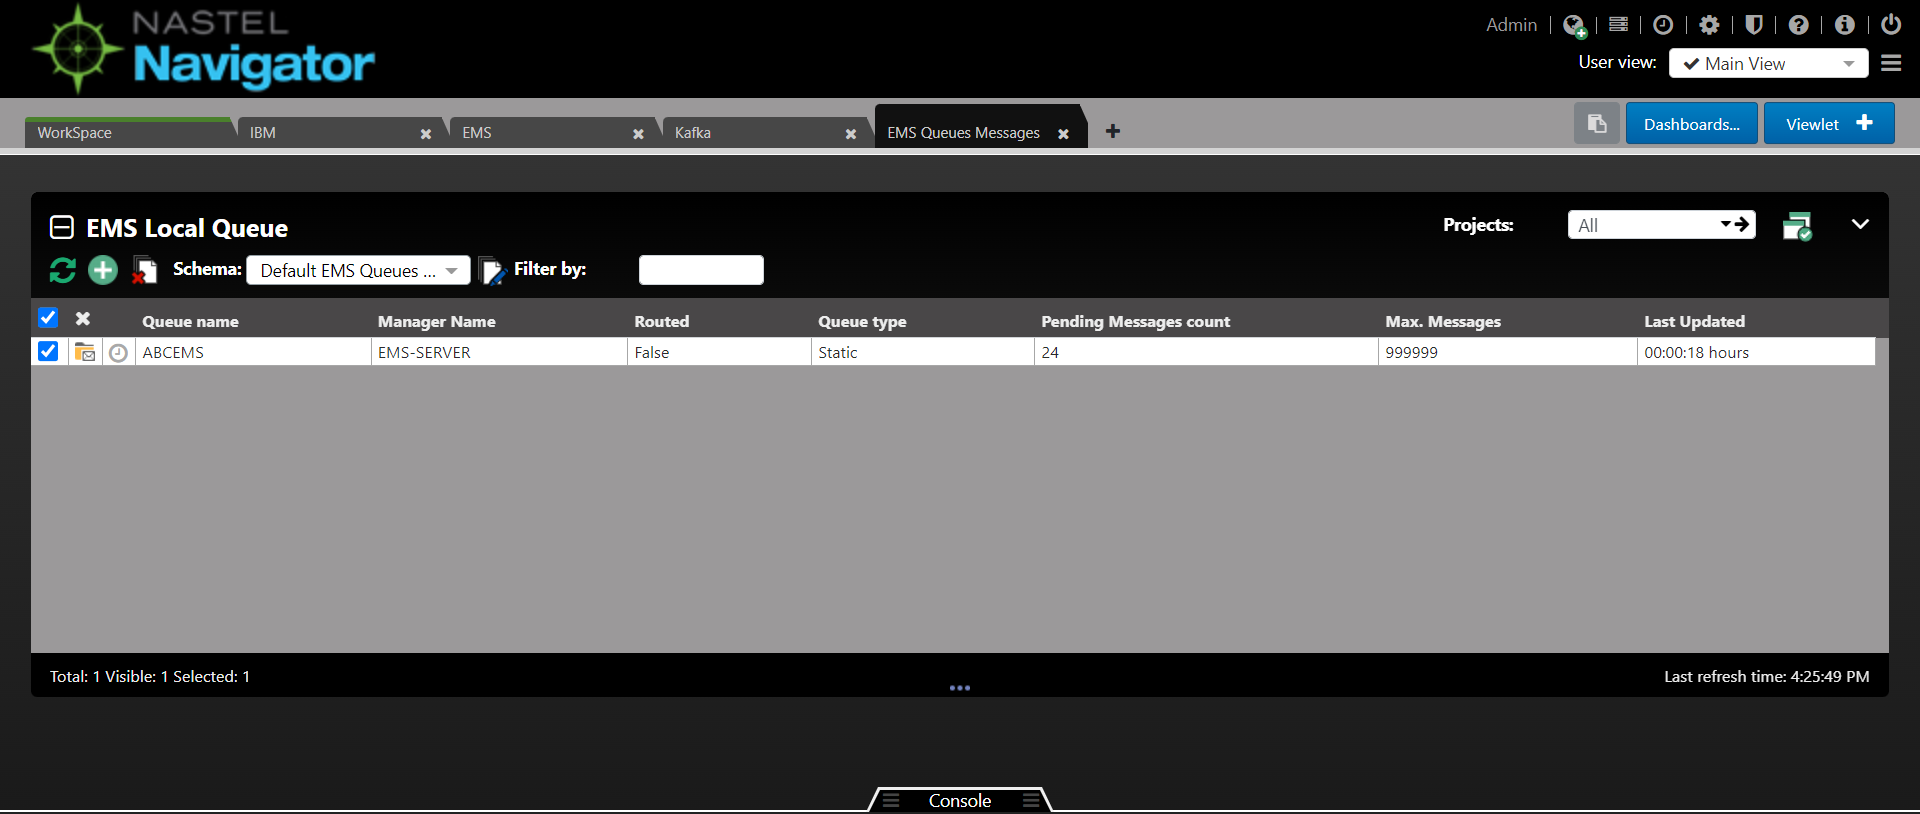 NASTEL
Navigator
Admin
User view: Main View
WorkSpace IBM EMS Kafka EMS Queues Messages
Dashboards... Viewlet
EMS Local Queue
Projects: All
Schema: Default EMS Queues ... Filter by:
Queue name Manager Name Routed Queue type Pending Messages count Max. Messages Last Updated
ABCEMS EMS-SERVER False Static 24 999999 00:00:18 hours
Total: 1 Visible: 1 Selected: 1
Last refresh time: 4:25:49 PM
Console